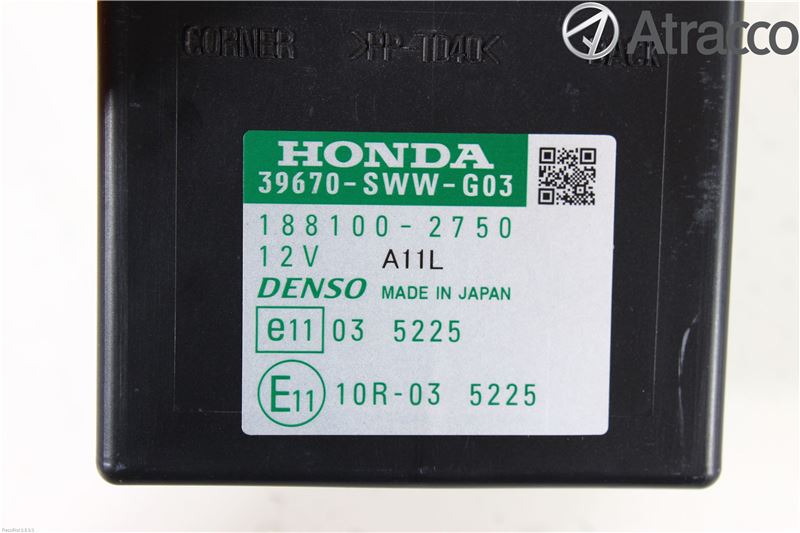 Atracco
CORNER >PP-TD40< BACK
HONDA
39670-SWW-G03
188100-2750
12V A11L
DENSO MADE IN JAPAN
e11 03 5225
E11 10R-03 5225